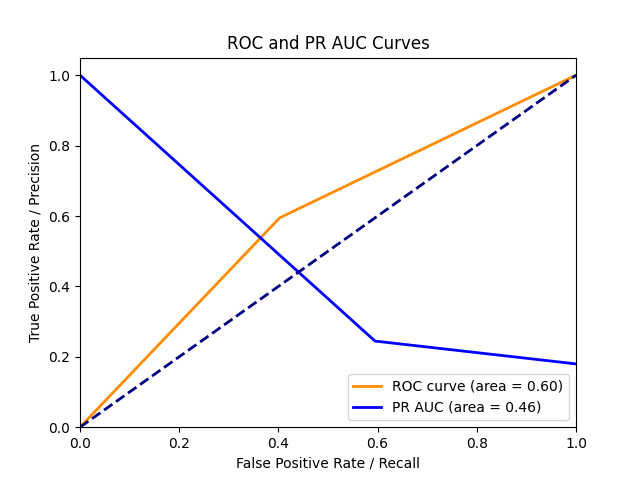 ROC and PR AUC Curves
True Positive Rate / Precision
1.0
0.8
0.6
0.4
0.2
0.0
ROC curve (area = 0.60)
PR AUC (area = 0.46)
0.0 0.2 0.4 0.6 0.8 1.0
False Positive Rate / Recall